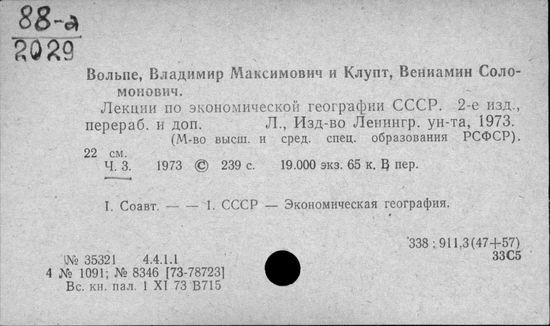 88-а
2029
Вольпе, Владимир Максимович и Клупт, Вениамин Соло-
монович.
Лекции по экономической географии СССР. 2-е изд.,
перераб. и доп. Л., Изд-во Ленингр. ун-та, 1973.
(М-во высш. и сред. спец. образования РСФСР).
22 см.
Ч. 3. 1973 © 239 с. 19.000 экз. 65 к. В пер.
I. Соавт. — — 1. СССР — Экономическая география.
338 : 911,3(47+57)
33С5
№ 35321 4.4.1.1
4 № 1091; № 8346 [73-78723]
Вс. кн. пал. 1 XI 73 В715